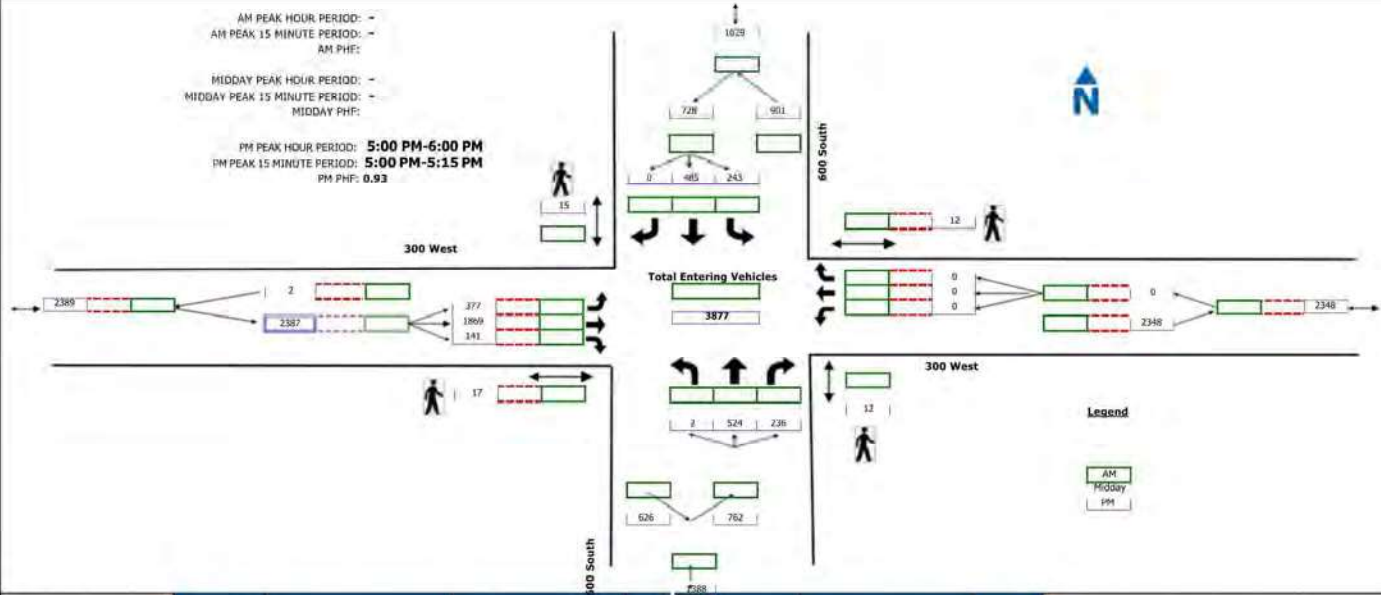 AM PEAK HOUR PERIOD: -
AM PEAK 15 MINUTE PERIOD: -
AM PHF:
MIDDAY PEAK HOUR PERIOD: -
MIDDAY PEAK 15 MINUTE PERIOD: -
MIDDAY PHF:
PM PEAK HOUR PERIOD: 5:00 PM-6:00 PM
PM PEAK 15 MINUTE PERIOD: 5:00 PM-5:15 PM
PM PHF: 0.93
N
728
901
600 South
0
485
243
15
12
300 West
Total Entering Vehicles
3877
2389
2
2387
377
1869
141
0
0
0
0
2348
2348
300 West
17
12
2
524
236
626
762
South
1388
Legend
AM
Midday
PM